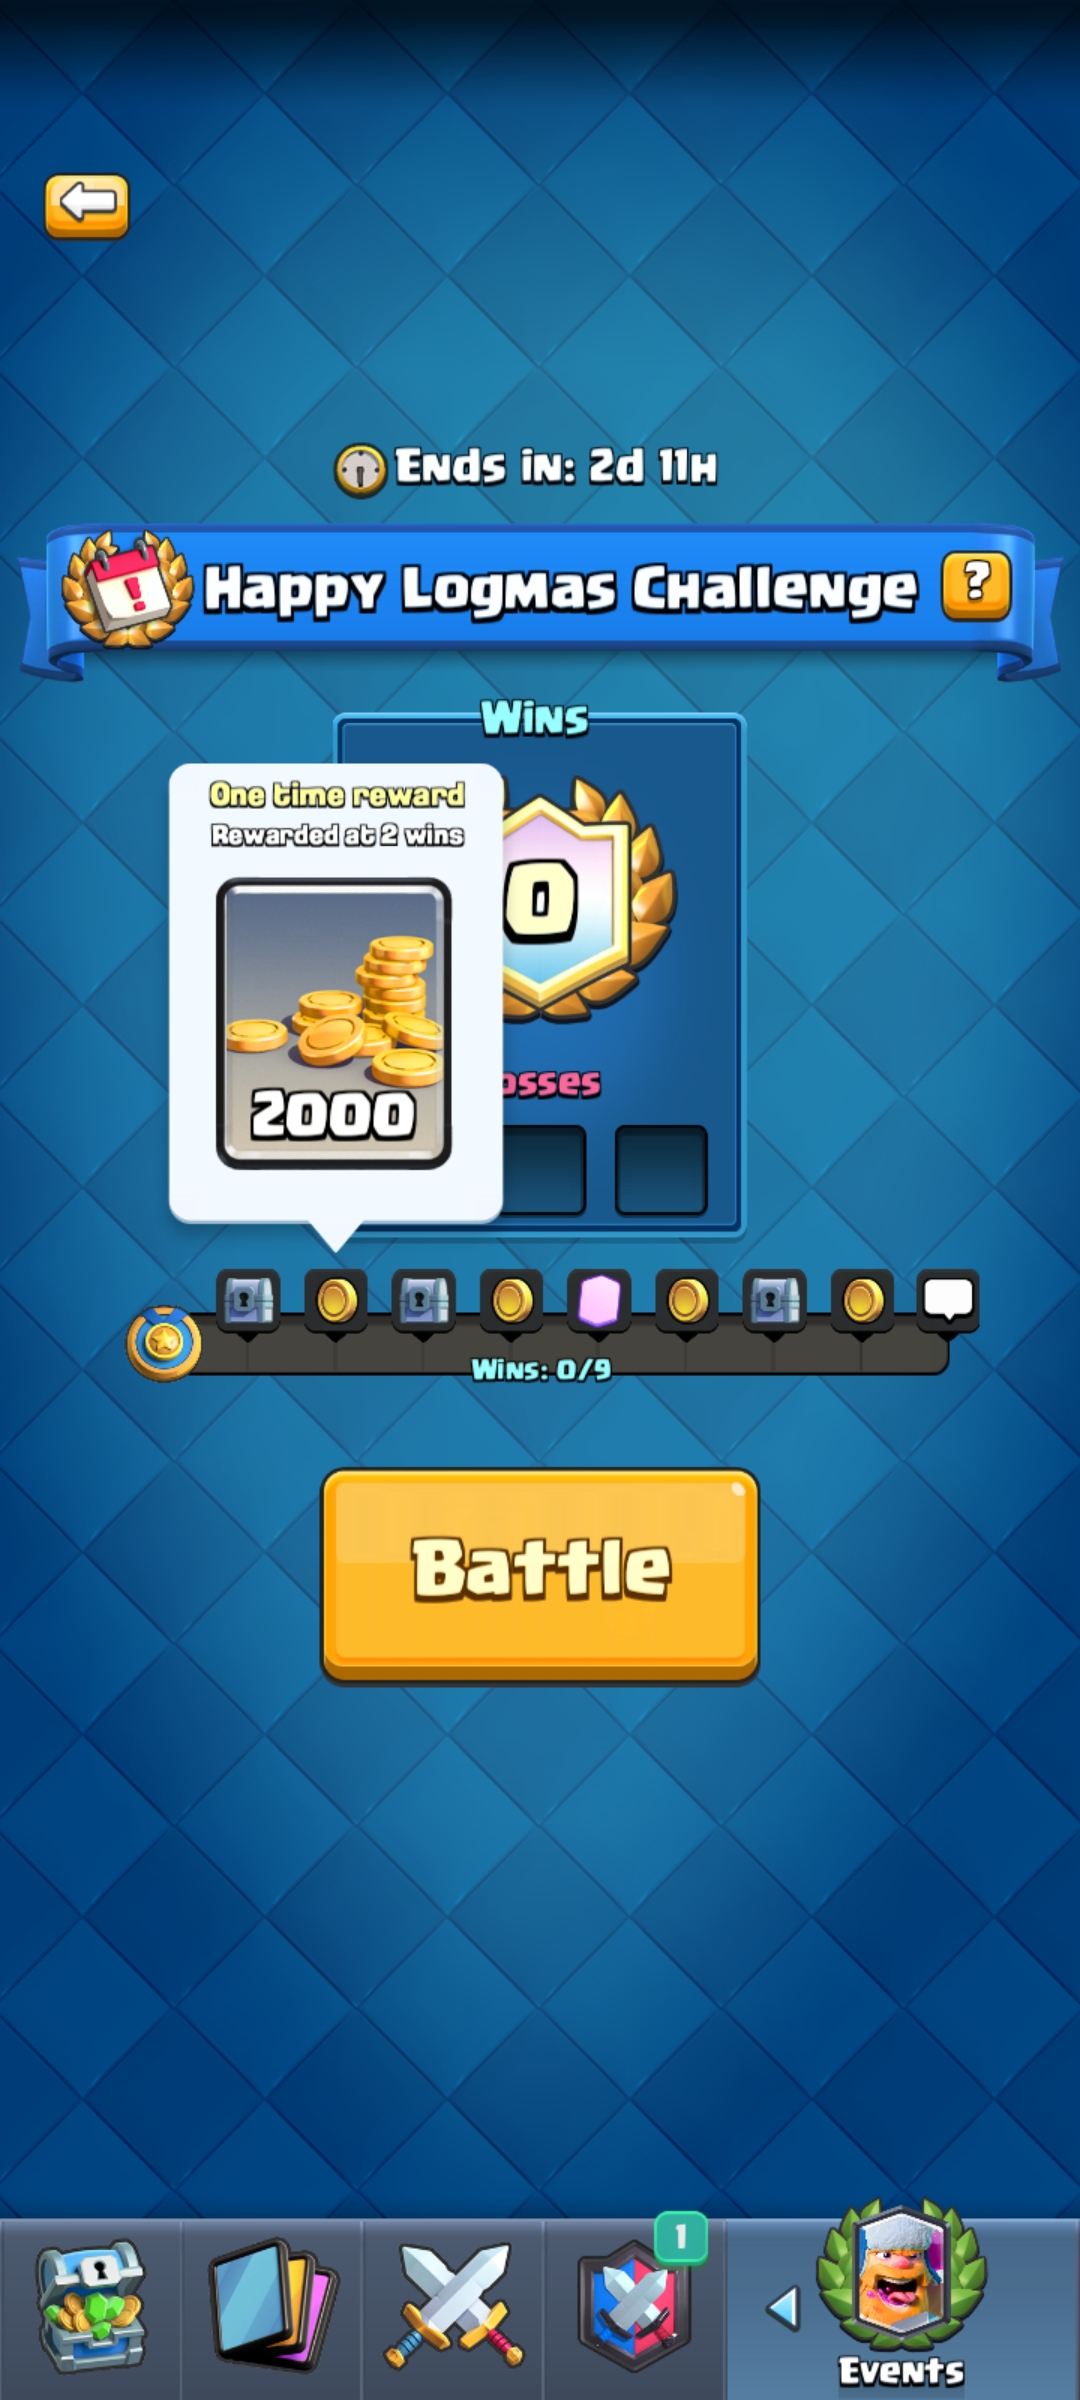 Ends in: 2d 11h
Happy Logmas Challenge
?
Wins
One time reward
Rewarded at 2 wins
0
2000
osses
Wins: 0/9
Battle
1
Events